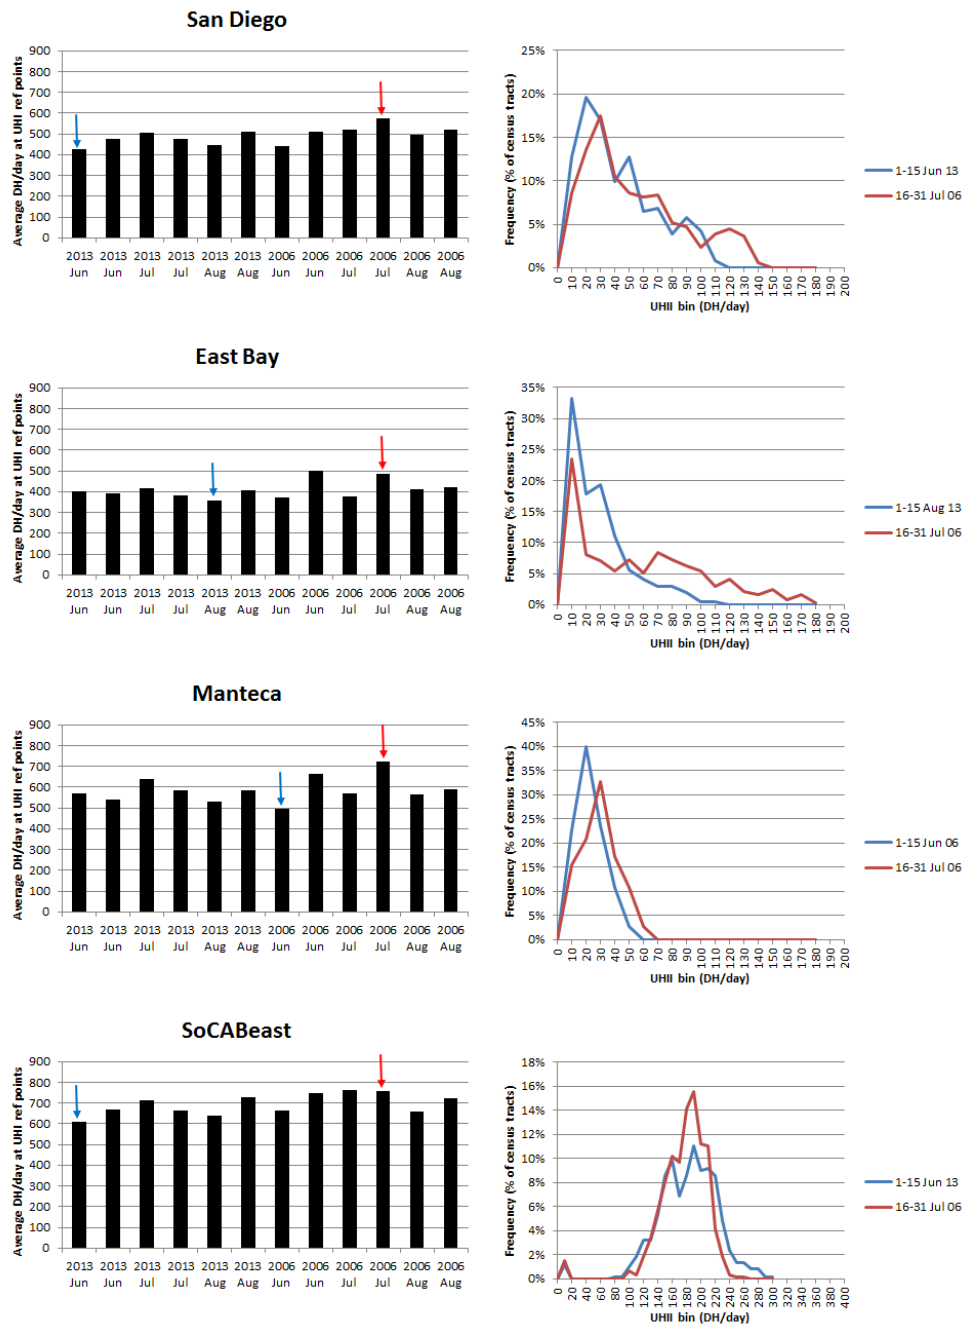 San Diego
Average DH/day at UHI ref points
900
800
700
600
500
400
300
200
100
0
2013 2013 2013 2013 2013 2013 2006 2006 2006 2006 2006 2006
Jun Jun Jul Jul Aug Aug Jun Jun Jul Jul Aug Aug
Frequency (% of census tracts)
25%
20%
15%
10%
5%
0%
0 10 20 30 40 50 60 70 80 90 100 110 120 130 140 150 160 170 180 190 200
UHII bin (DH/day)
1-15 Jun 13
16-31 Jul 06
East Bay
Average DH/day at UHI ref points
900
800
700
600
500
400
300
200
100
0
2013 2013 2013 2013 2013 2013 2006 2006 2006 2006 2006 2006
Jun Jun Jul Jul Aug Aug Jun Jun Jul Jul Aug Aug
Frequency (% of census tracts)
35%
30%
25%
20%
15%
10%
5%
0%
0 10 20 30 40 50 60 70 80 90 100 110 120 130 140 150 160 170 180 190 200
UHII bin (DH/day)
1-15 Aug 13
16-31 Jul 06
Manteca
Average DH/day at UHI ref points
900
800
700
600
500
400
300
200
100
0
2013 2013 2013 2013 2013 2013 2006 2006 2006 2006 2006 2006
Jun Jun Jul Jul Aug Aug Jun Jun Jul Jul Aug Aug
Frequency (% of census tracts)
45%
40%
35%
30%
25%
20%
15%
10%
5%
0%
0 10 20 30 40 50 60 70 80 90 100 110 120 130 140 150 160 170 180 190 200
UHII bin (DH/day)
1-15 Jun 06
16-31 Jul 06
SoCABeast
Average DH/day at UHI ref points
900
800
700
600
500
400
300
200
100
0
2013 2013 2013 2013 2013 2013 2006 2006 2006 2006 2006 2006
Jun Jun Jul Jul Aug Aug Jun Jun Jul Jul Aug Aug
Frequency (% of census tracts)
18%
16%
14%
12%
10%
8%
6%
4%
2%
0%
0 20 40 60 80 100 120 140 160 180 200 220 240 260 280 300 320 340 360 380 400
UHII bin (DH/day)
1-15 Jun 13
16-31 Jul 06